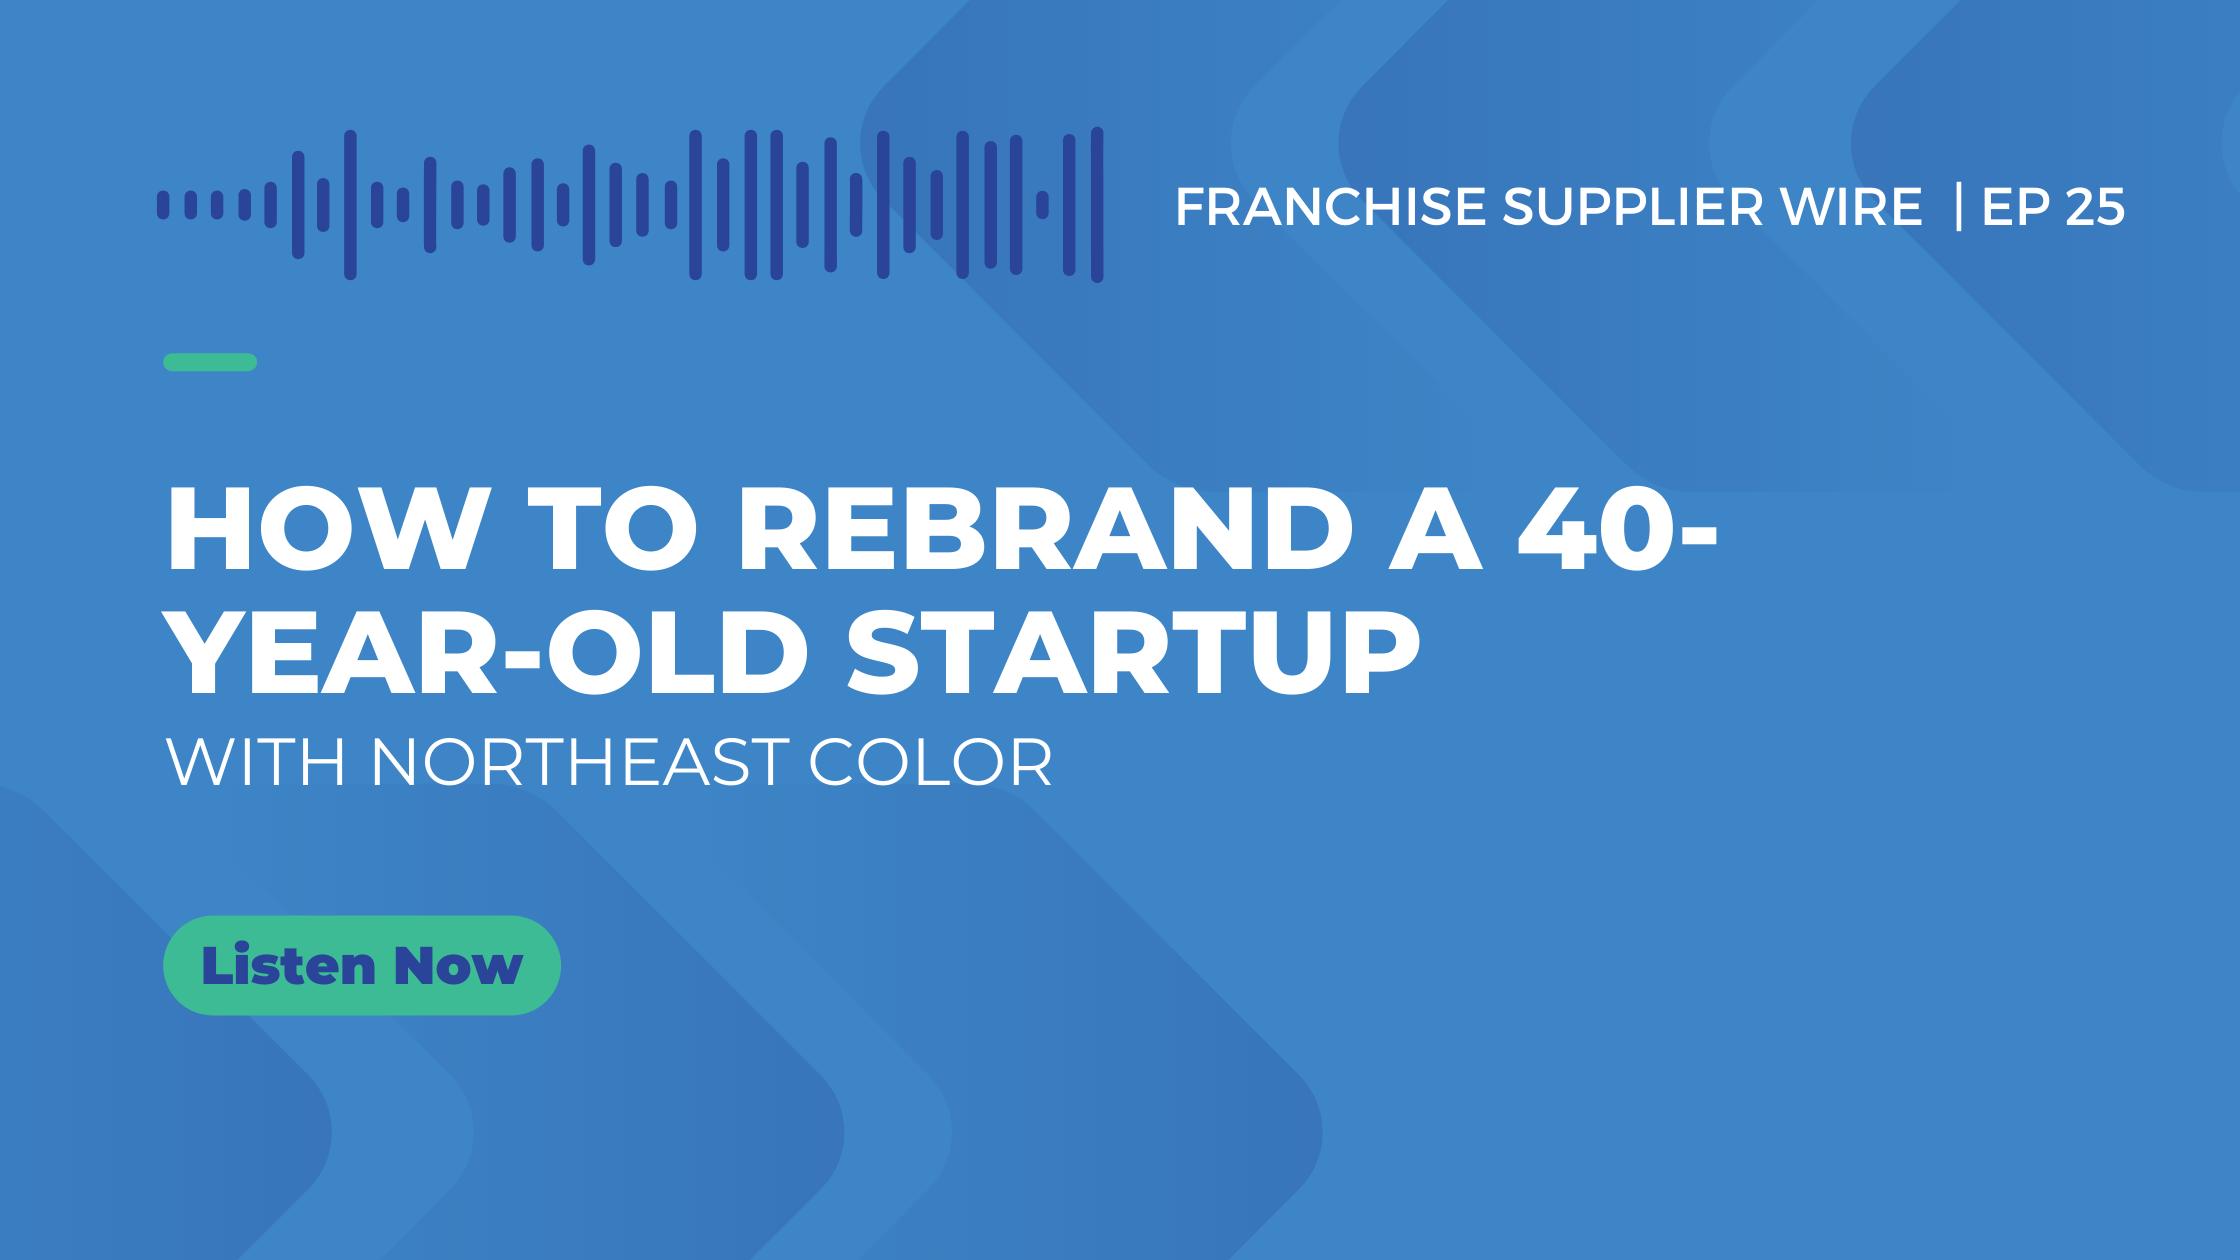 FRANCHISE SUPPLIER WIRE | EP 25
HOW TO REBRAND A 40-
YEAR-OLD STARTUP
WITH NORTHEAST COLOR
Listen Now